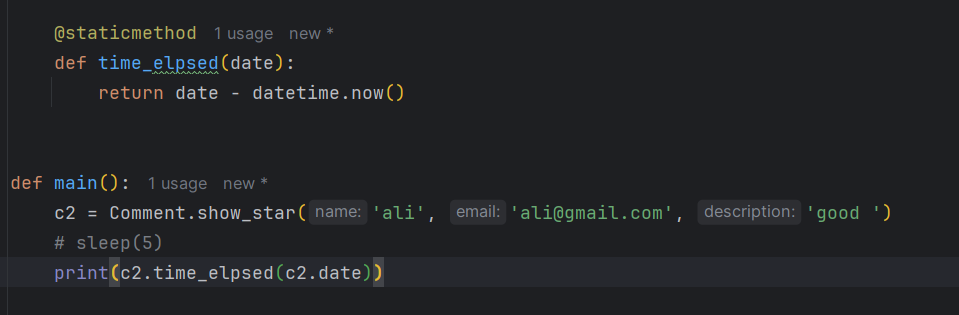 @staticmethod 1 usage new *
def time_elpsed(date):
return date - datetime.now()
def main(): 1 usage new *
c2 = Comment.show_star( name: 'ali', email: 'ali@gmail.com', description: 'good ')
# sleep(5)
print(c2.time_elpsed(c2.date))